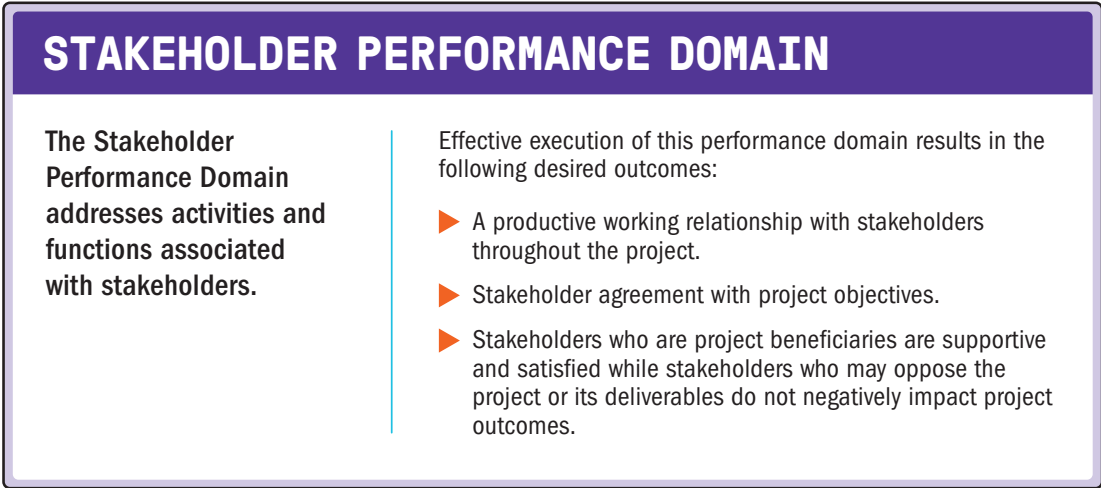 STAKEHOLDER PERFORMANCE DOMAIN
The Stakeholder
Performance Domain
addresses activities and
functions associated
with stakeholders.
Effective execution of this performance domain results in the
following desired outcomes:
A productive working relationship with stakeholders
throughout the project.
Stakeholder agreement with project objectives.
Stakeholders who are project beneficiaries are supportive
and satisfied while stakeholders who may oppose the
project or its deliverables do not negatively impact project
outcomes.